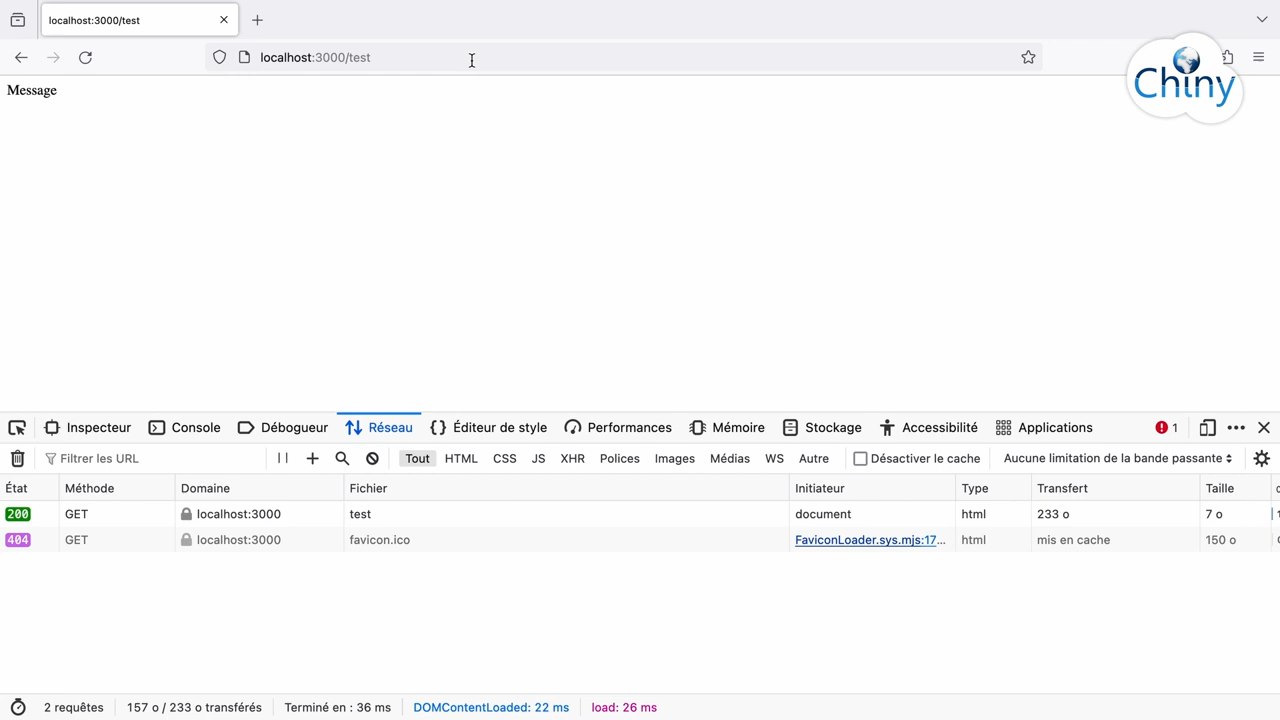 localhost:3000/test
localhost:3000/test
Chiny
Message
Inspecteur Console Débogueur Réseau Éditeur de style Performances Mémoire Stockage Accessibilité Applications 1
Filtrer les URL Tout HTML CSS JS XHR Polices Images Médias WS Autre Désactiver le cache Aucune limitation de la bande passante
État Méthode Domaine Fichier Initiateur Type Transfert Taille
200 GET localhost:3000 test document html 233 o 7 o
404 GET localhost:3000 favicon.ico FaviconLoader.sys.mjs:17… html mis en cache 150 o
2 requêtes 157 o / 233 o transférés Terminé en : 36 ms DOMContentLoaded: 22 ms load: 26 ms